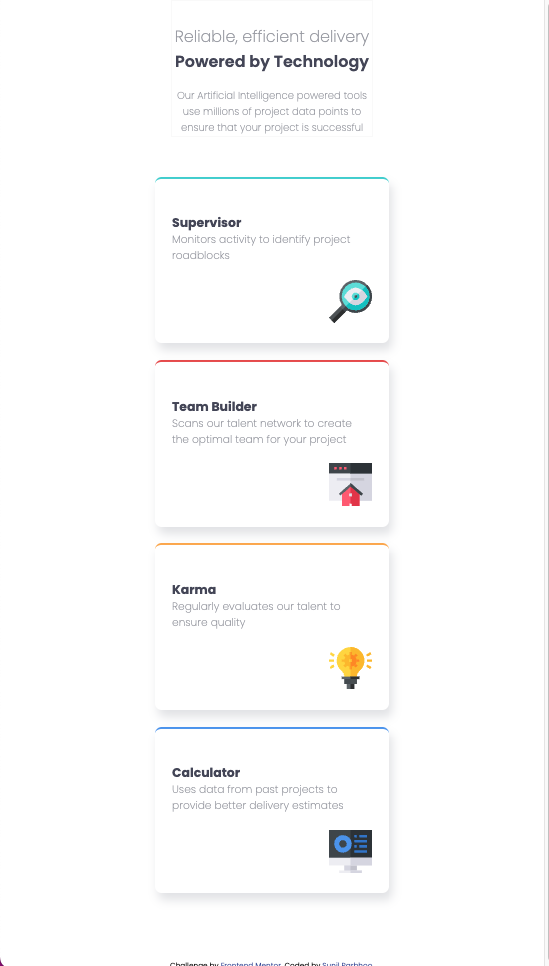 Reliable, efficient delivery
Powered by Technology
Our Artificial Intelligence powered tools
use millions of project data points to
ensure that your project is successful
Supervisor
Monitors activity to identify project
roadblocks
Team Builder
Scans our talent network to create
the optimal team for your project
Karma
Regularly evaluates our talent to
ensure quality
Calculator
Uses data from past projects to
provide better delivery estimates
Challenge by Frontend Mentor. Coded by Sunil